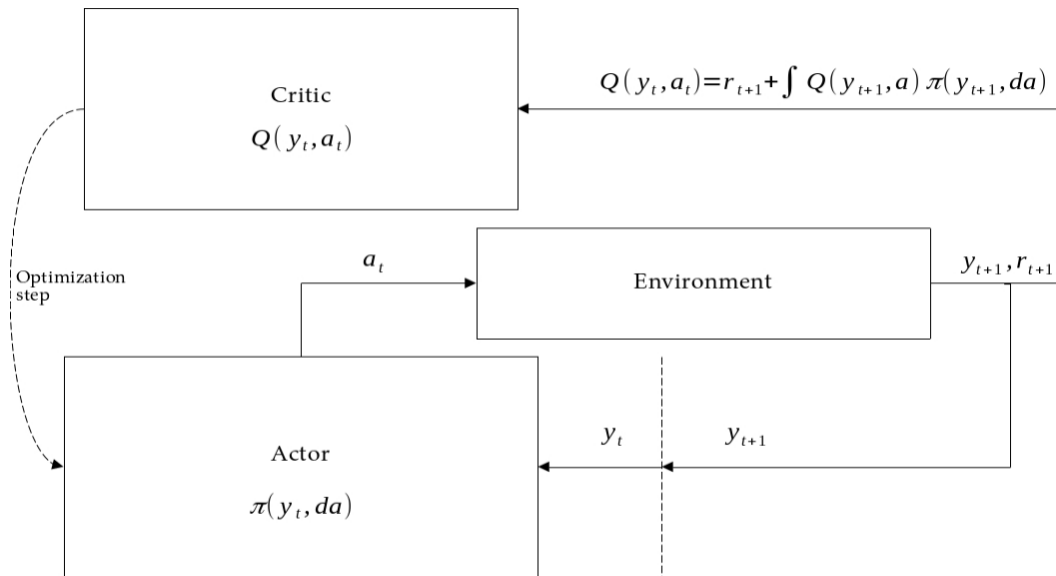 Q(y_t,a_t)=r_{t+1}+∫ Q(y_{t+1},a) π(y_{t+1},da)
Critic
Q(y_t,a_t)
a_t
Environment
y_{t+1},r_{t+1}
Optimization
step
y_t
y_{t+1}
Actor
π(y_t,da)